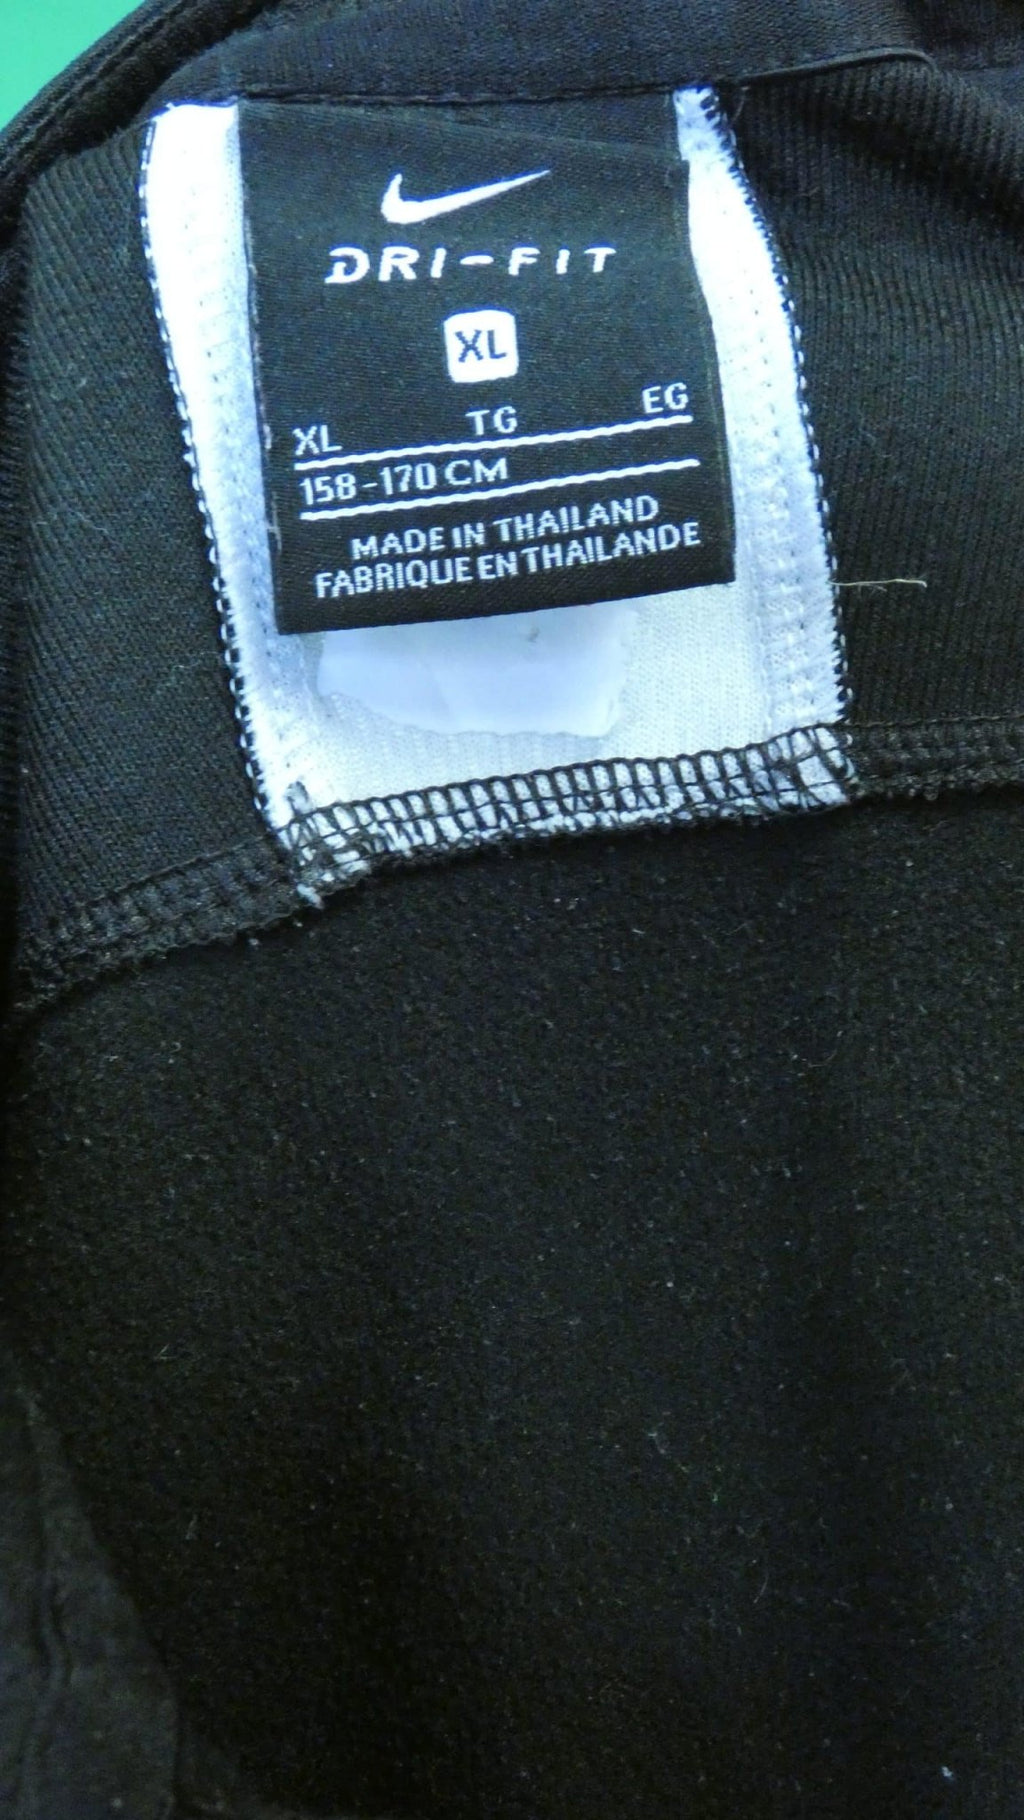 DRI-FIT
XL
XL TG EG
158-170 CM
MADE IN THAILAND
FABRIQUE EN THAILANDE